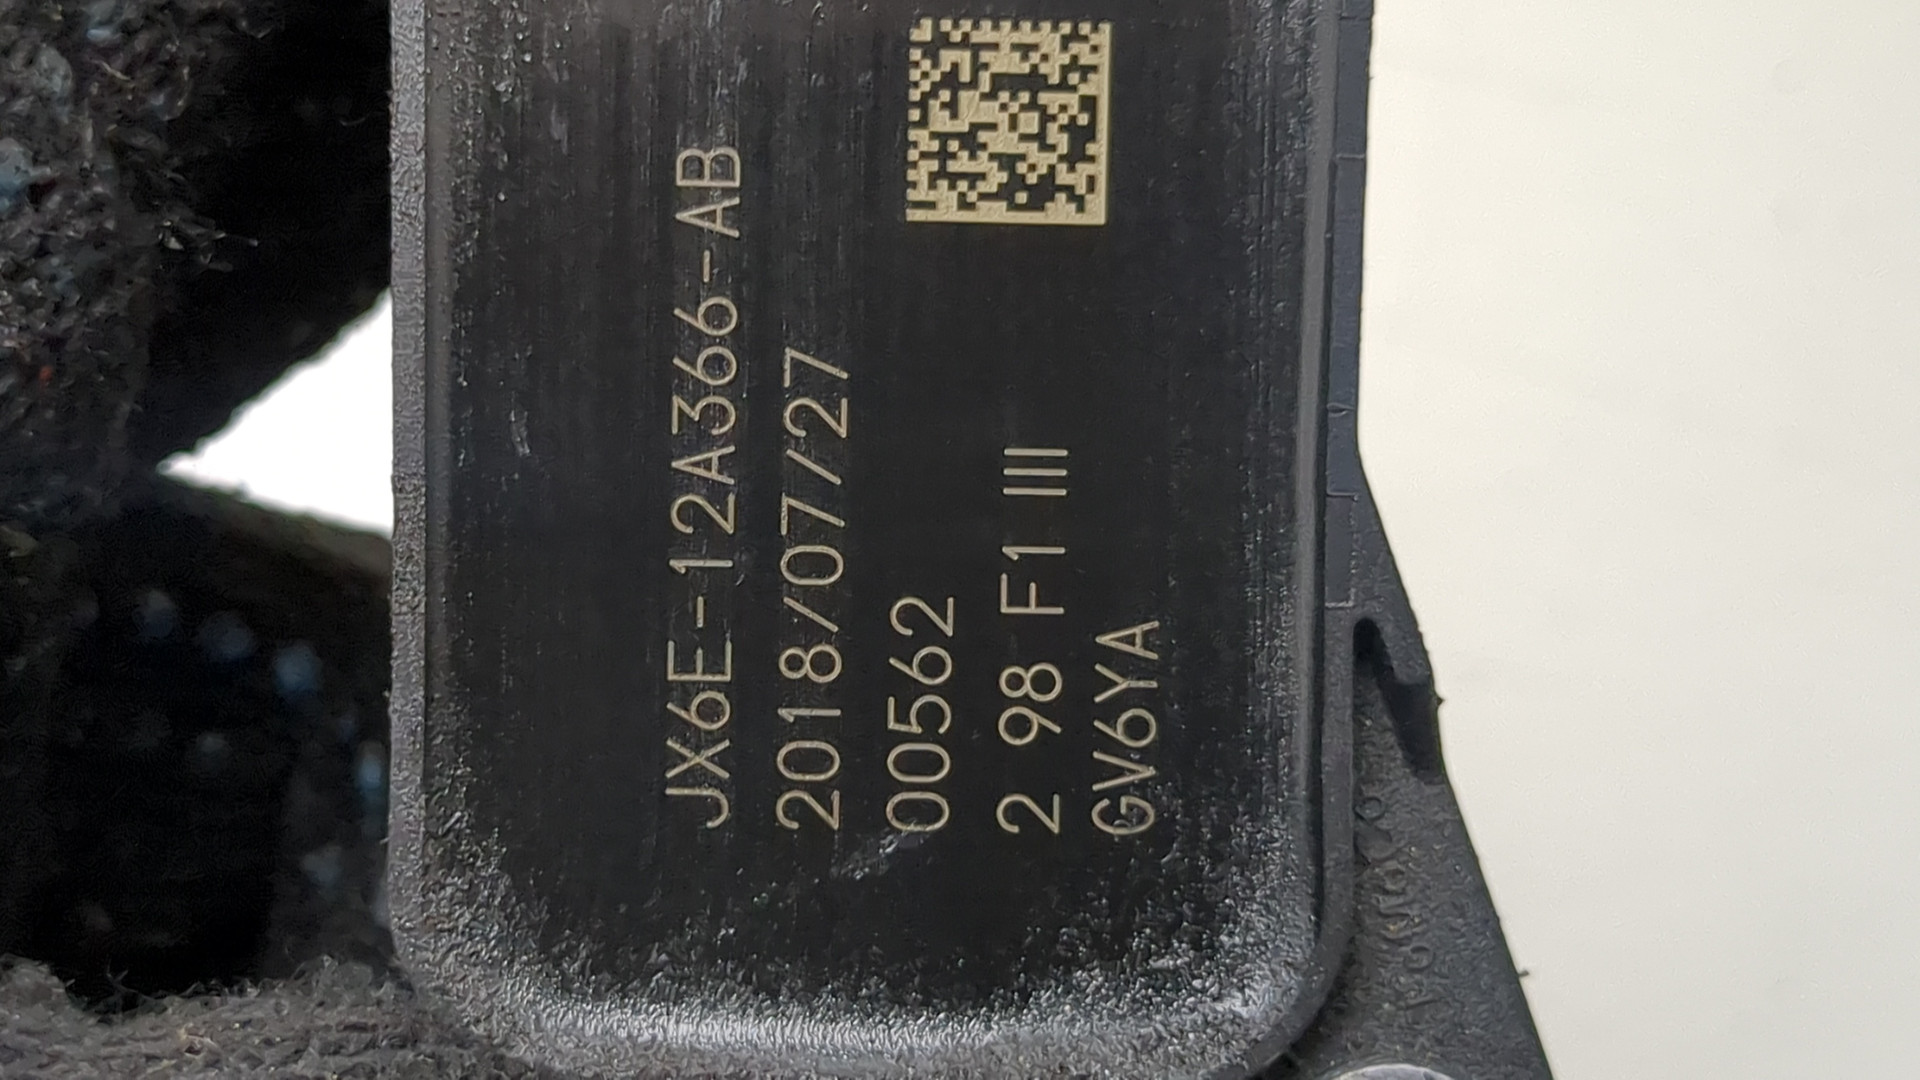 JX6E-12A366-AB
2018/07/27
00562
2 98 F1 III
GV6YA